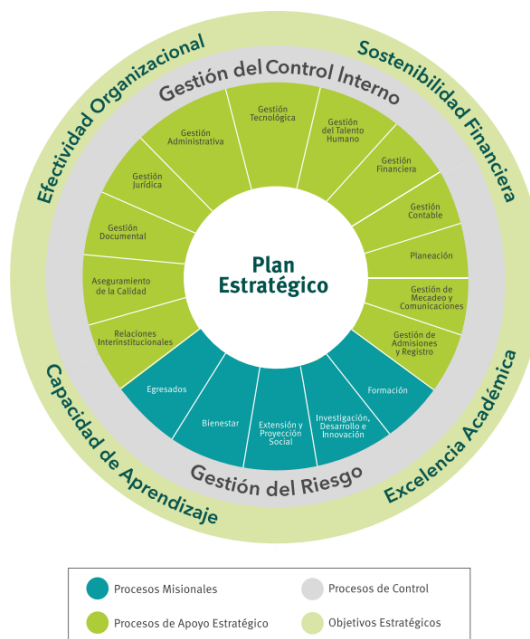 Efectividad Organizacional
Sostenibilidad Financiera
Gestión del Control Interno
Gestión
Tecnológica
Gestión
del Talento
Humano
Gestión
Administrativa
Gestión
Financiera
Gestión
Jurídica
Gestión
Contable
Gestión
Documental
Planeación
Plan
Estratégico
Aseguramiento
de la Calidad
Gestión de
Mecadeo y
Comunicaciones
Relaciones
Interinstitucionales
Gestión de
Admisiones
y Registro
Egresados
Formación
Bienestar
Extensión y
Proyección
Social
Investigación,
Desarrollo e
Innovación
Gestión del Riesgo
Capacidad de Aprendizaje
Excelencia Académica
Procesos Misionales
Procesos de Control
Procesos de Apoyo Estratégico
Objetivos Estratégicos